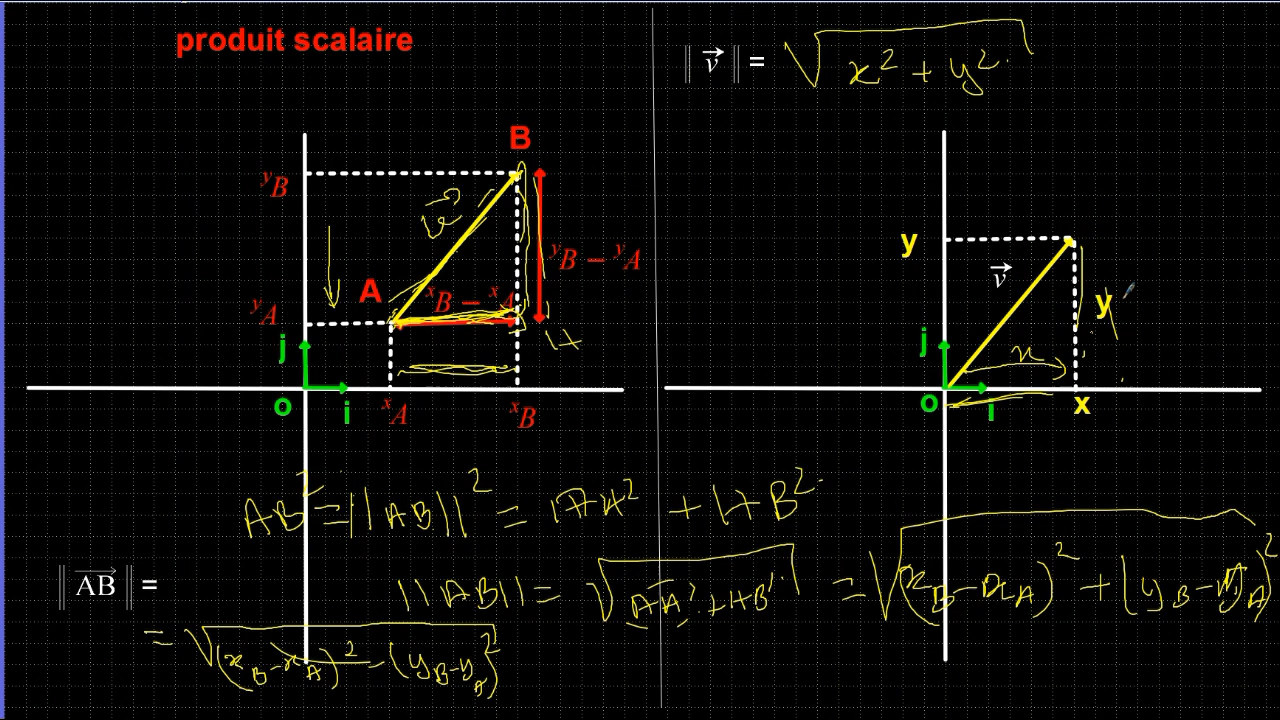 produit scalaire
‖ v⃗ ‖ = √(x² + y²)
B
yB
yB − yA
A
xB − xA
yA
H
j
o
i
xA
xB
y
v⃗
y
x
j
o
i
x
AB² = ||AB||² = AH² + HB²
‖ AB⃗ ‖ =
||AB|| = √(AH² + HB²) = √((xB − xA)² + (yB − yA)²)
= √((xB − xA)² − (yB − yA)²)